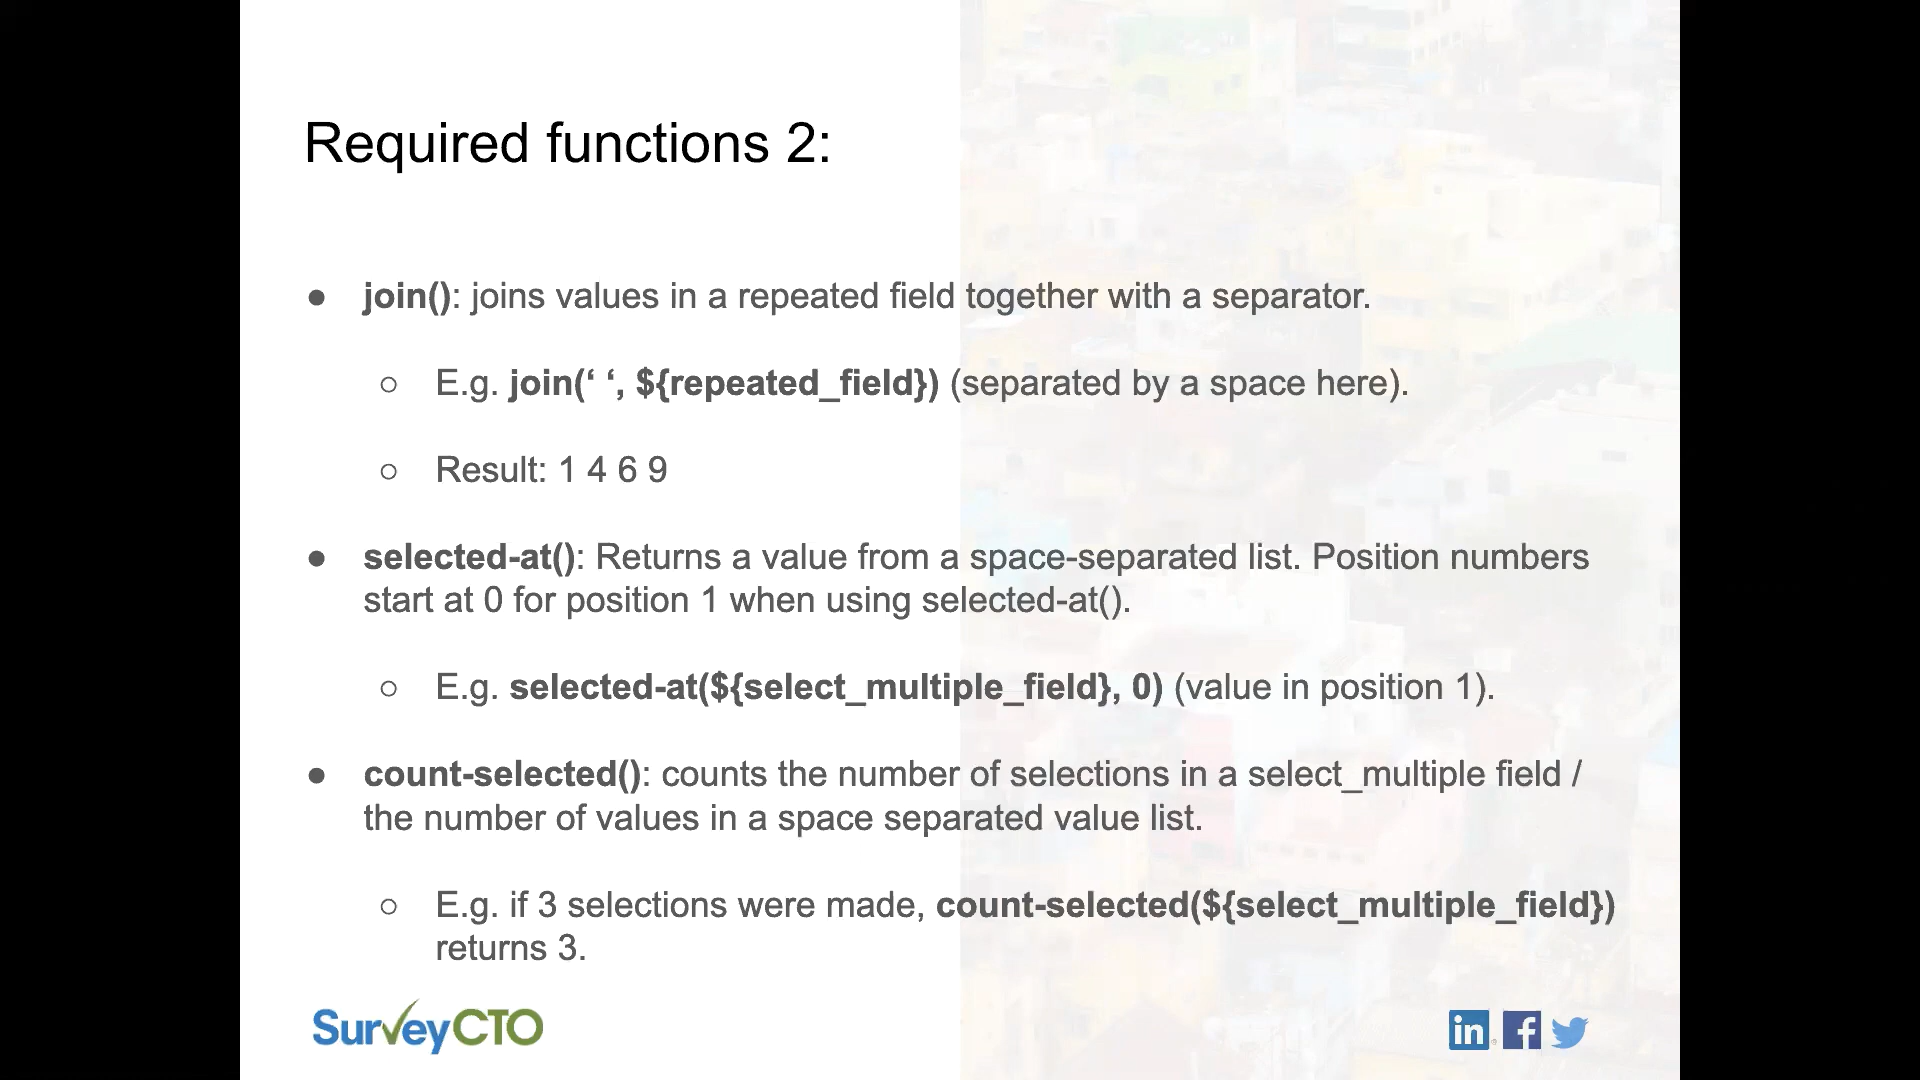 Required functions 2:
● join(): joins values in a repeated field together with a separator.
○ E.g. join(‘ ‘, ${repeated_field}) (separated by a space here).
○ Result: 1 4 6 9
● selected-at(): Returns a value from a space-separated list. Position numbers
start at 0 for position 1 when using selected-at().
○ E.g. selected-at(${select_multiple_field}, 0) (value in position 1).
● count-selected(): counts the number of selections in a select_multiple field /
the number of values in a space separated value list.
○ E.g. if 3 selections were made, count-selected(${select_multiple_field})
returns 3.
SurveyCTO
in f